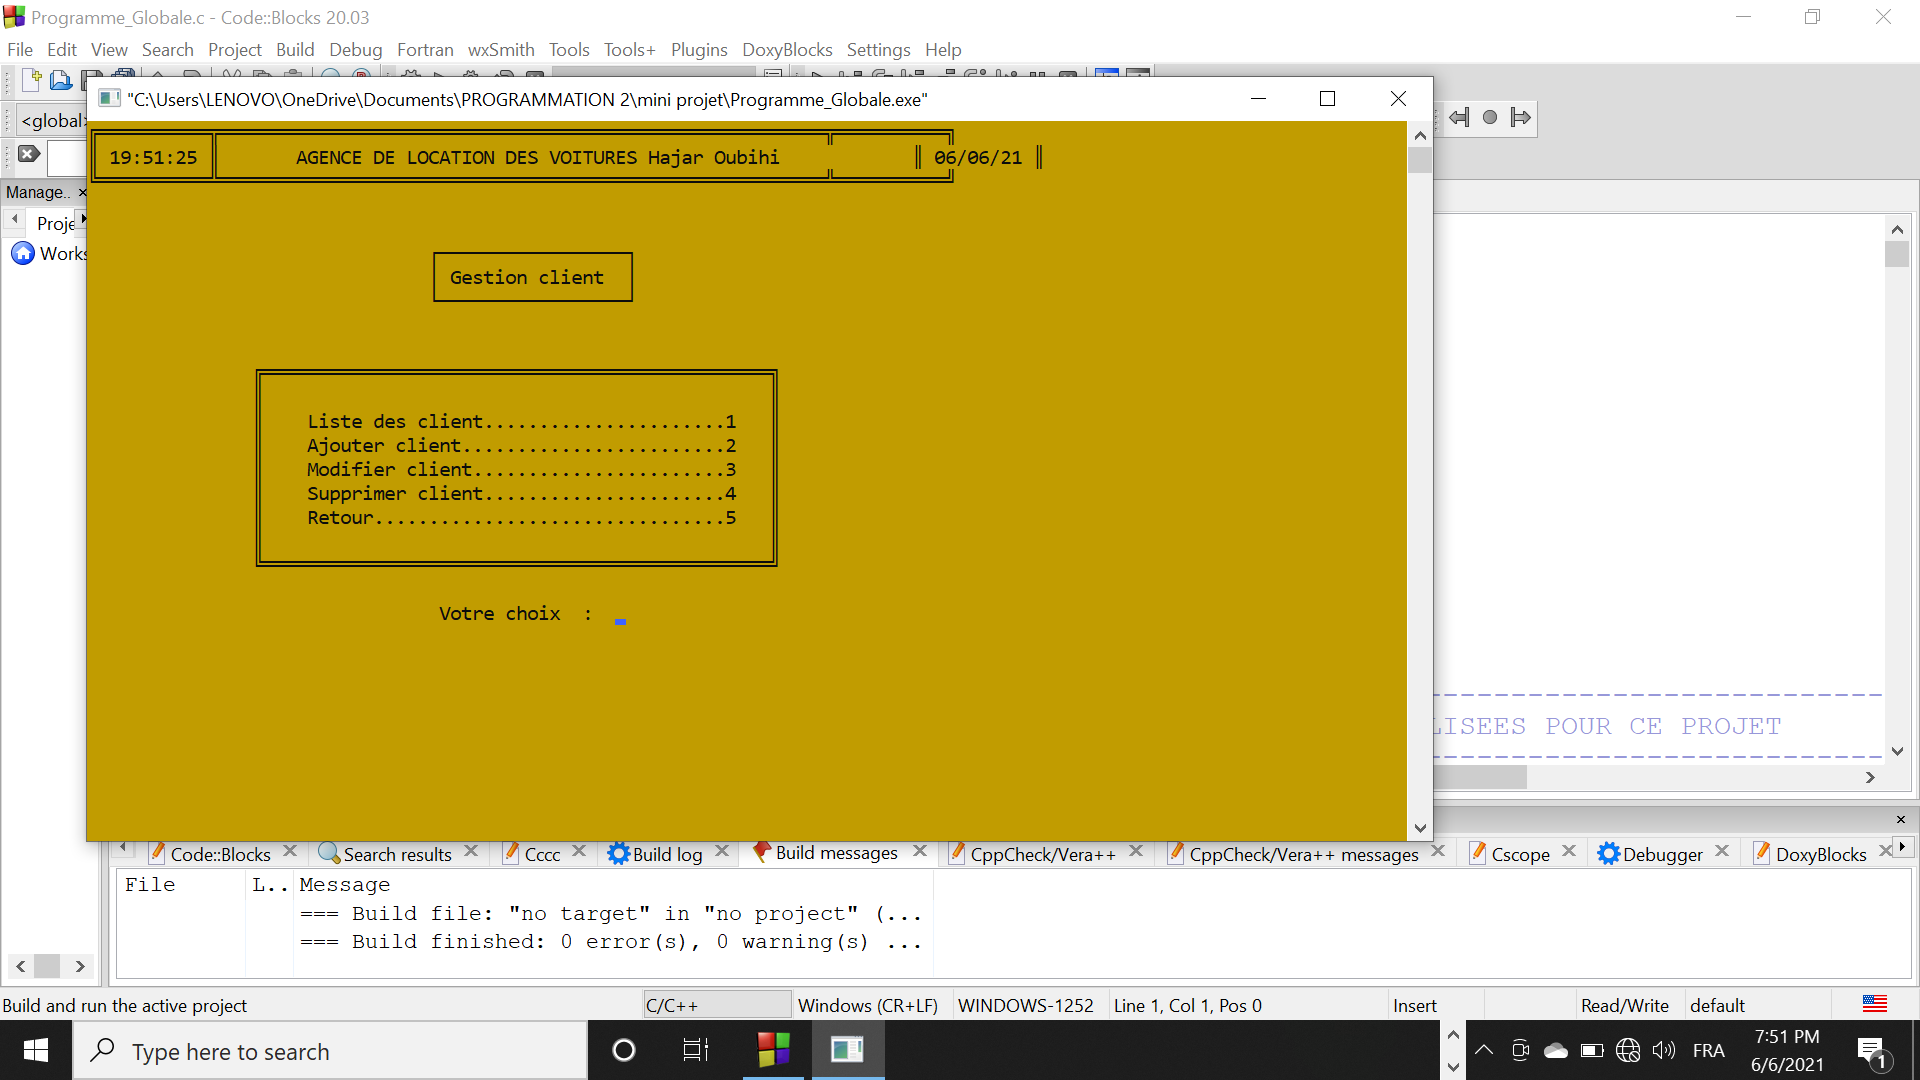 Programme_Globale.c - Code::Blocks 20.03
File Edit View Search Project Build Debug Fortran wxSmith Tools Tools+ Plugins DoxyBlocks Settings Help
"C:\Users\LENOVO\OneDrive\Documents\PROGRAMMATION 2\mini projet\Programme_Globale.exe"
<global>
19:51:25 AGENCE DE LOCATION DES VOITURES Hajar Oubihi 06/06/21
Manage..
Proje
Works
Gestion client
Liste des client......................1
Ajouter client........................2
Modifier client.......................3
Supprimer client......................4
Retour................................5
Votre choix :
LISEES POUR CE PROJET
Code::Blocks Search results Cccc Build log Build messages CppCheck/Vera++ CppCheck/Vera++ messages Cscope Debugger DoxyBlocks
File L.. Message
=== Build file: "no target" in "no project" (...
=== Build finished: 0 error(s), 0 warning(s) ...
Build and run the active project C/C++ Windows (CR+LF) WINDOWS-1252 Line 1, Col 1, Pos 0 Insert Read/Write default
Type here to search
FRA
7:51 PM
6/6/2021
1